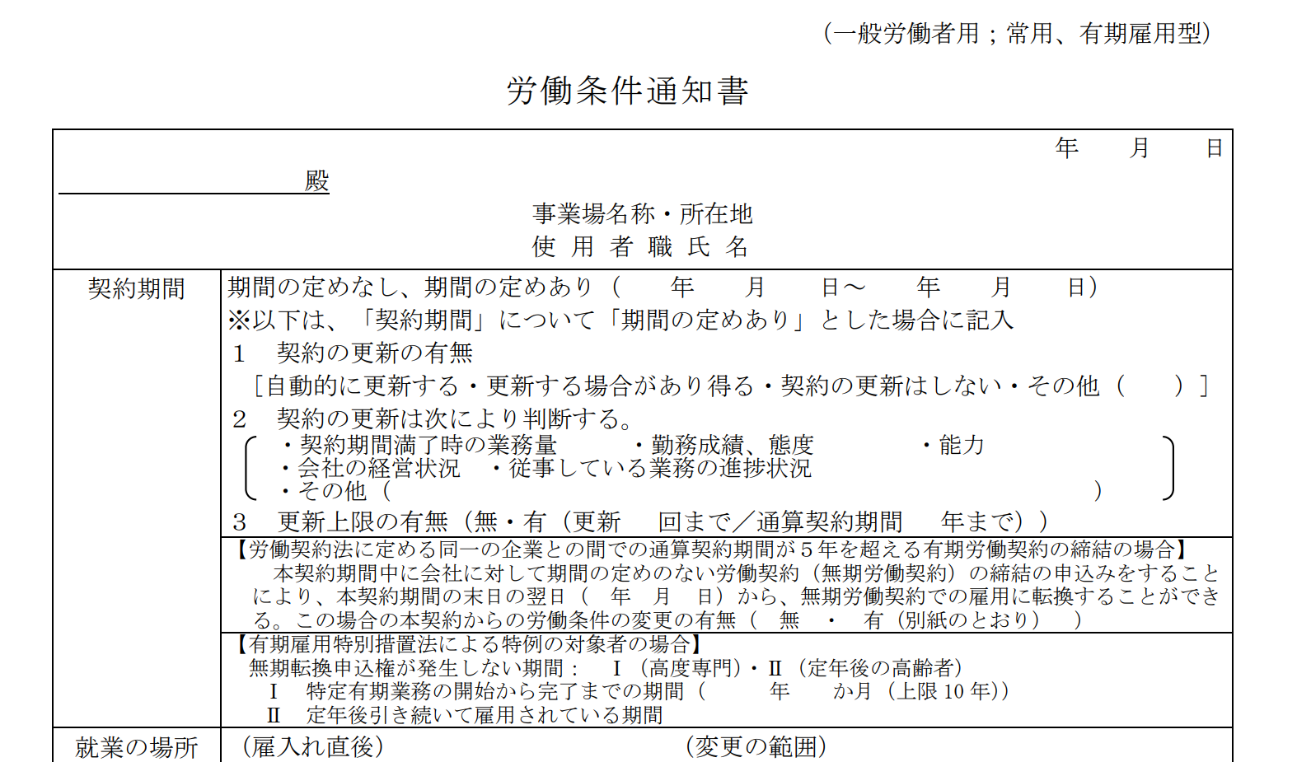 （一般労働者用；常用、有期雇用型）
労働条件通知書
年　　月　　日
殿
事業場名称・所在地
使用者職氏名
契約期間
期間の定めなし、期間の定めあり（　　年　　月　　日～　　年　　月　　日）
※以下は、「契約期間」について「期間の定めあり」とした場合に記入
１　契約の更新の有無
［自動的に更新する・更新する場合があり得る・契約の更新はしない・その他（　　）］
２　契約の更新は次により判断する。
・契約期間満了時の業務量　　　・勤務成績、態度　　　　・能力
・会社の経営状況　・従事している業務の進捗状況
・その他（　　　　　　　　　　　　　　　　　　　　　　　　　　　　　　）
３　更新上限の有無（無・有（更新　　回まで／通算契約期間　　年まで））
【労働契約法に定める同一の企業との間での通算契約期間が５年を超える有期労働契約の締結の場合】
本契約期間中に会社に対して期間の定めのない労働契約（無期労働契約）の締結の申込みをすること
により、本契約期間の末日の翌日（　年　月　日）から、無期労働契約での雇用に転換することができ
る。この場合の本契約からの労働条件の変更の有無（　無　・　有（別紙のとおり）　）
【有期雇用特別措置法による特例の対象者の場合】
無期転換申込権が発生しない期間：　Ⅰ（高度専門）・Ⅱ（定年後の高齢者）
Ⅰ　特定有期業務の開始から完了までの期間（　　　年　　か月（上限10年））
Ⅱ　定年後引き続いて雇用されている期間
就業の場所
（雇入れ直後）　　　　　　　　　　　　（変更の範囲）